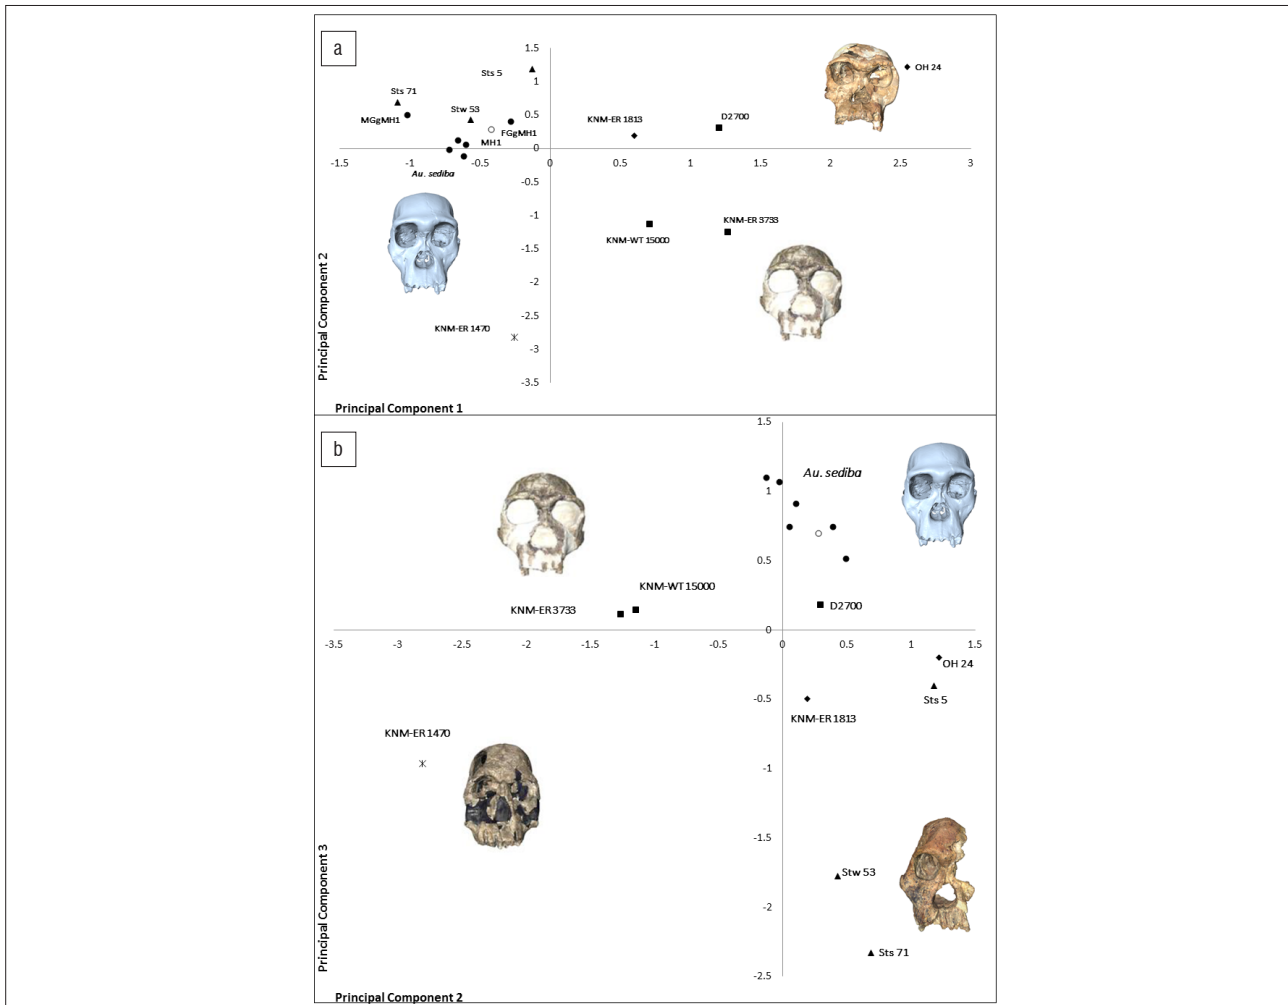 a
1.5
OH 24
Sts 5
1
Sts 71
Stw 53
0.5
KNM-ER 1813
D2700
MGgMH1
FGgMH1
MH1
0
-1.5
-1
-0.5
0.5
1
1.5
2
2.5
3
Au. sediba
-0.5
-1
KNM-ER 3733
KNM-WT 15000
-1.5
-2
-2.5
KNM-ER 1470
-3
-3.5
Principal Component 2
Principal Component 1
b
1.5
Au. sediba
1
0.5
KNM-WT 15000
KNM-ER 3733
D2700
0
-3.5
-3
-2.5
-2
-1.5
-1
-0.5
0
0.5
1
1.5
OH 24
-0.5
Sts 5
KNM-ER 1813
KNM-ER 1470
-1
-1.5
Stw 53
-2
Sts 71
-2.5
Principal Component 3
Principal Component 2